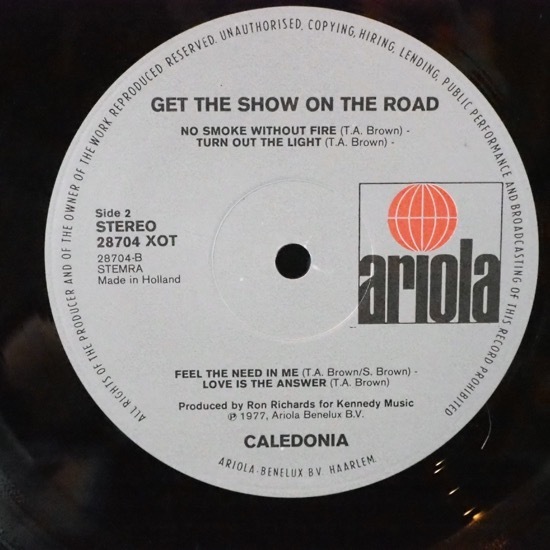 ALL RIGHTS OF THE PRODUCER AND OF THE OWNER OF THE WORK REPRODUCED RESERVED. UNAUTHORISED, COPYING, HIRING, LENDING, PUBLIC PERFORMANCE AND BROADCASTING OF THIS RECORD PROHIBITED
GET THE SHOW ON THE ROAD
NO SMOKE WITHOUT FIRE (T.A. Brown) -
TURN OUT THE LIGHT (T.A. Brown) -
Side 2
STEREO
28704 XOT
28704-B
STEMRA
Made in Holland
ariola
FEEL THE NEED IN ME (T.A. Brown/S. Brown) -
LOVE IS THE ANSWER (T.A. Brown)
Produced by Ron Richards for Kennedy Music
℗ 1977, Ariola Benelux B.V.
CALEDONIA
ARIOLA-BENELUX B.V. HAARLEM.